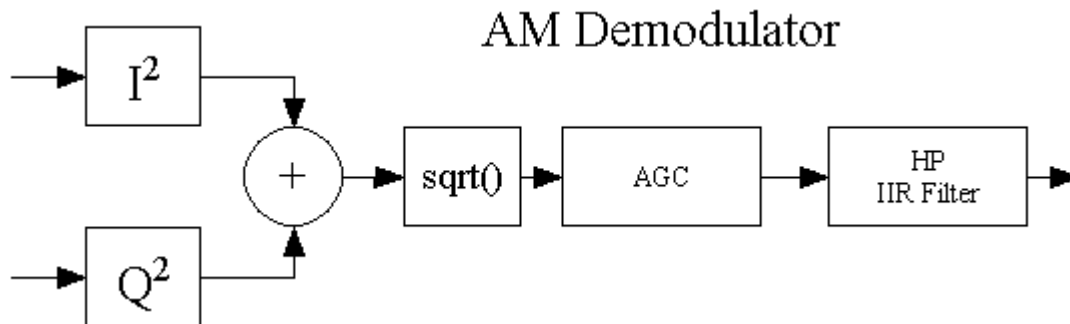 AM Demodulator
I²
+
sqrt()
AGC
HP
IIR Filter
Q²